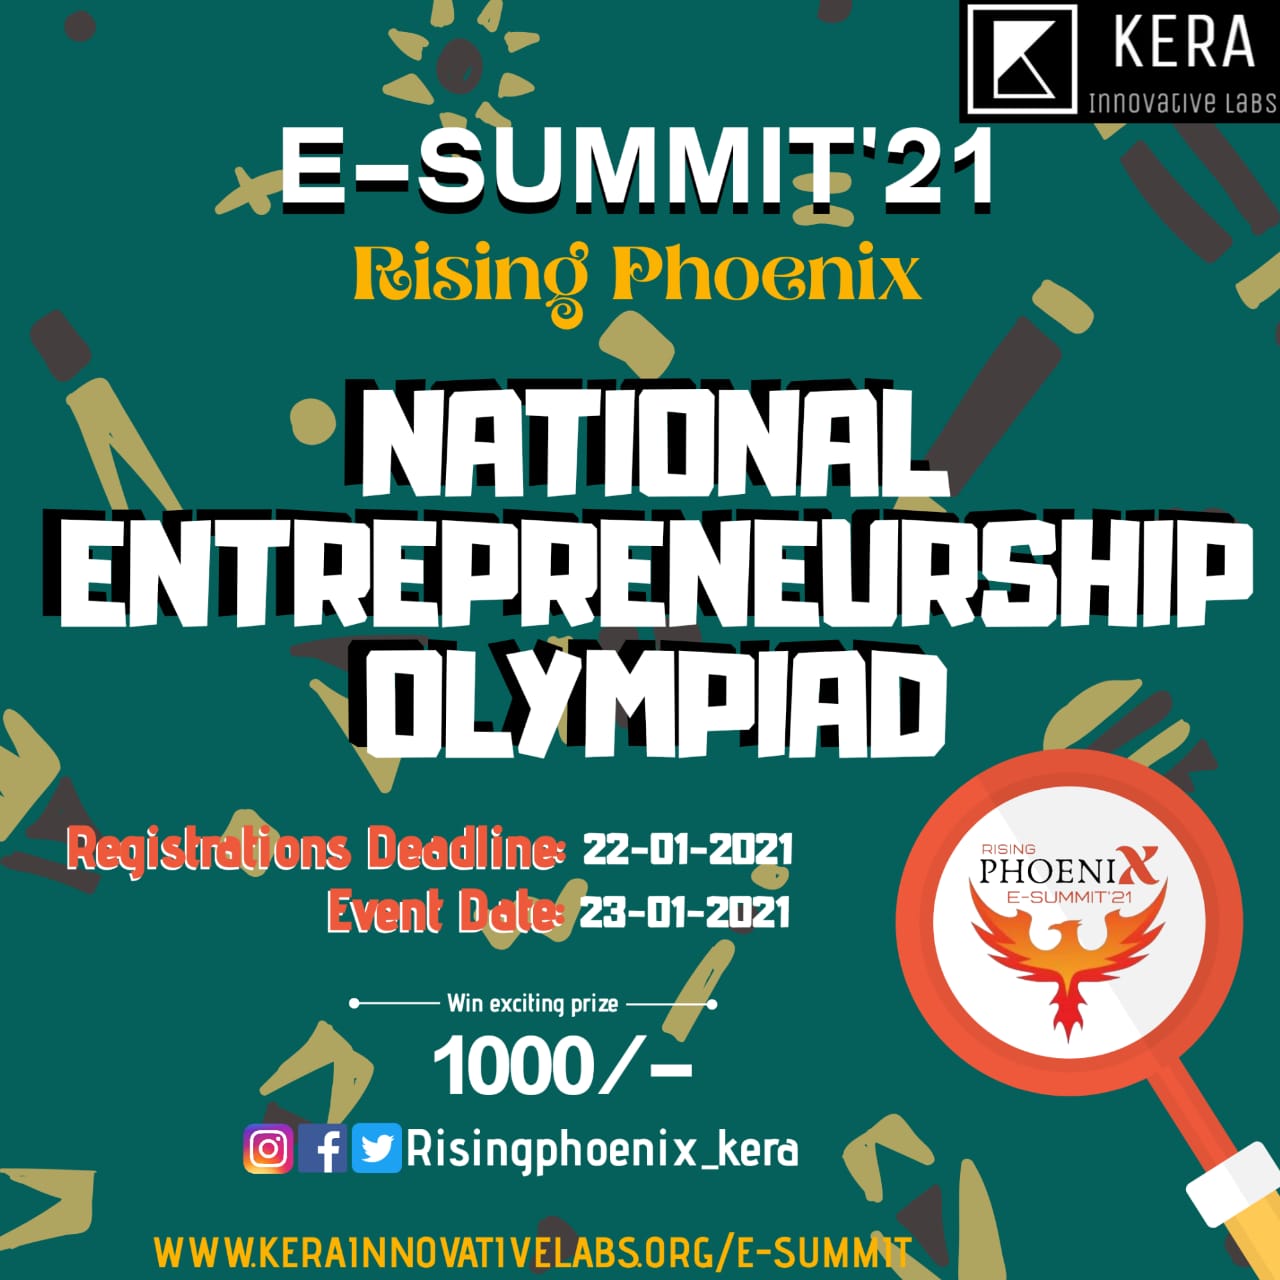 KERA
Innovative Labs
E-SUMMIT'21
Rising Phoenix
NATIONAL
ENTREPRENEURSHIP
OLYMPIAD
Registrations Deadline: 22-01-2021
Event Date: 23-01-2021
RISING
PHOENIX
E-SUMMIT'21
Win exciting prize
1000/-
Risingphoenix_kera
WWW.KERAINNOVATIVELABS.ORG/E-SUMMIT